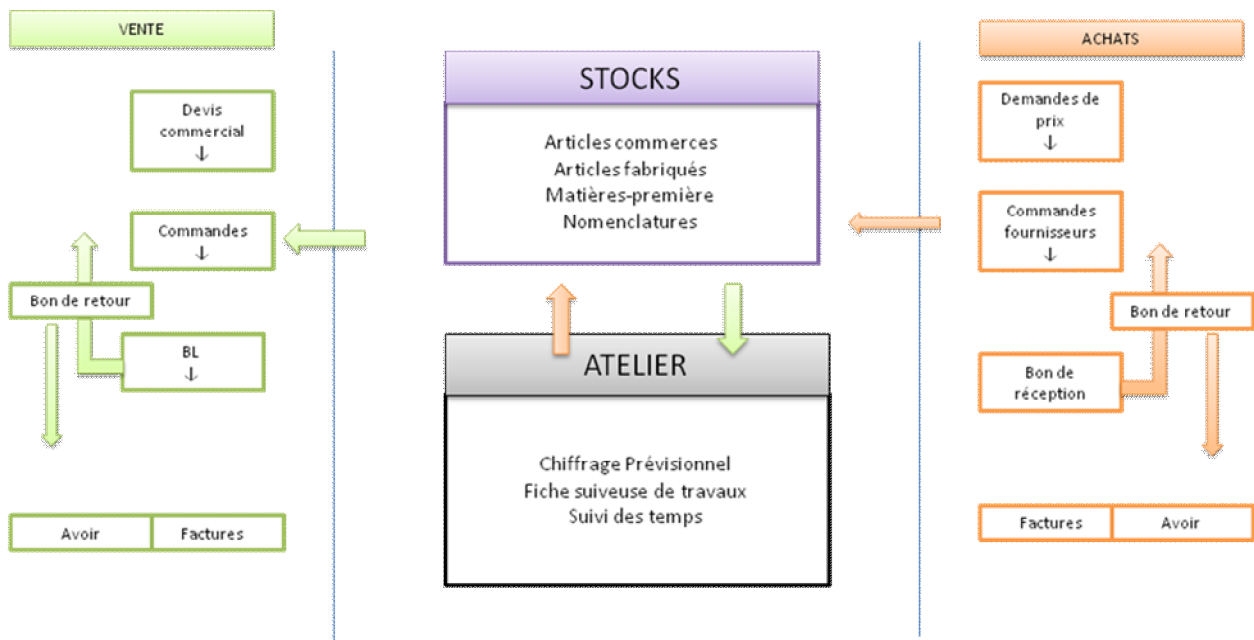 VENTE
Devis
commercial
↓
Commandes
↓
Bon de retour
BL
↓
Avoir
Factures
STOCKS
Articles commerces
Articles fabriqués
Matières-première
Nomenclatures
ATELIER
Chiffrage Prévisionnel
Fiche suiveuse de travaux
Suivi des temps
ACHATS
Demandes de
prix
↓
Commandes
fournisseurs
↓
Bon de retour
Bon de
réception
Factures
Avoir